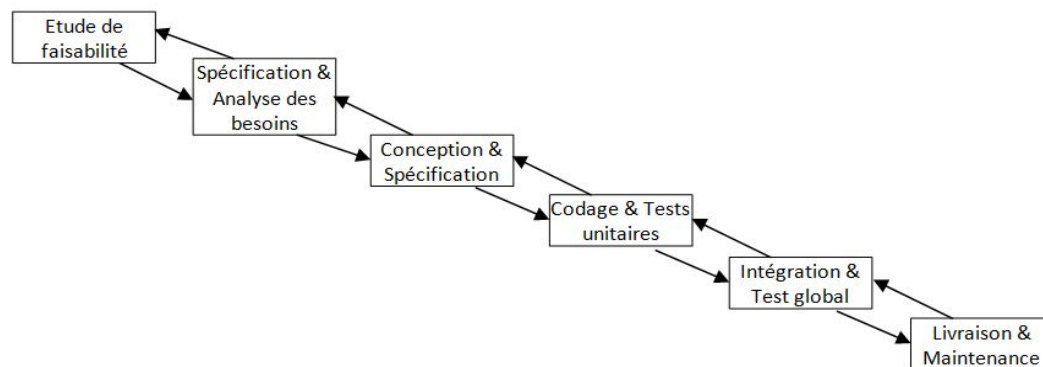 Etude de
faisabilité
Spécification &
Analyse des
besoins
Conception &
Spécification
Codage & Tests
unitaires
Intégration &
Test global
Livraison &
Maintenance